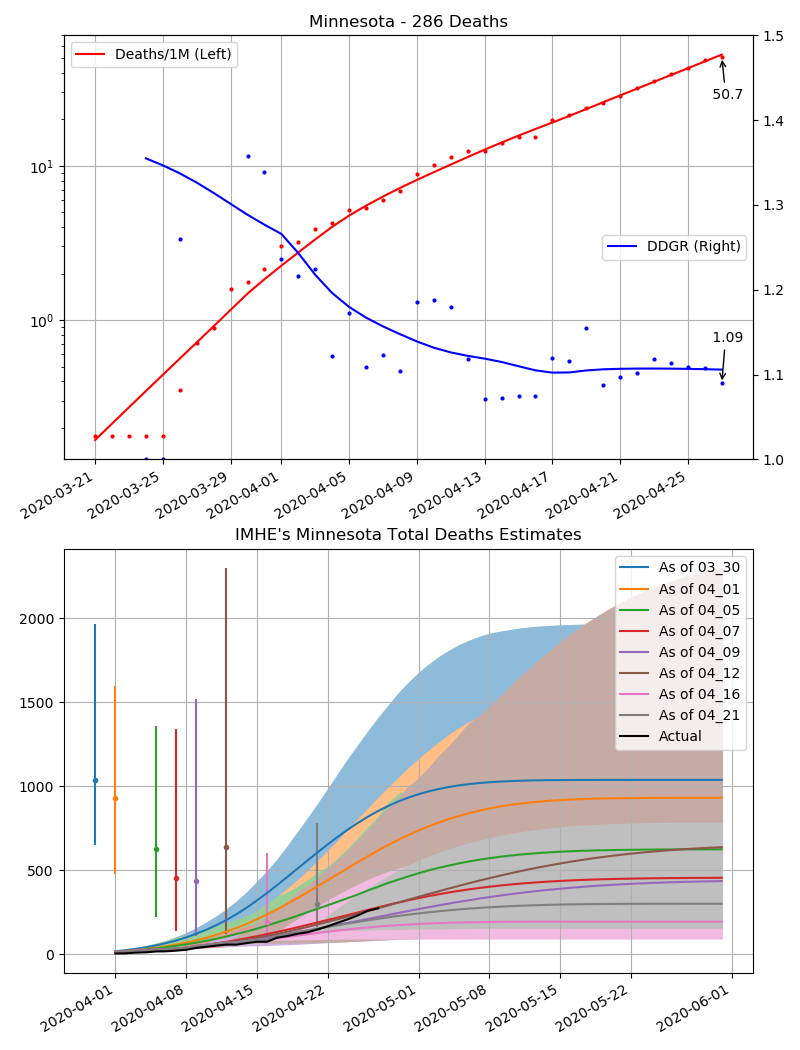 Minnesota - 286 Deaths
Deaths/1M (Left)
DDGR (Right)
50.7
1.09
10¹
10⁰
1.5
1.4
1.3
1.2
1.1
1.0
2020-03-21
2020-03-25
2020-03-29
2020-04-01
2020-04-05
2020-04-09
2020-04-13
2020-04-17
2020-04-21
2020-04-25
IMHE's Minnesota Total Deaths Estimates
2000
1500
1000
500
0
As of 03_30
As of 04_01
As of 04_05
As of 04_07
As of 04_09
As of 04_12
As of 04_16
As of 04_21
Actual
2020-04-01
2020-04-08
2020-04-15
2020-04-22
2020-05-01
2020-05-08
2020-05-15
2020-05-22
2020-06-01